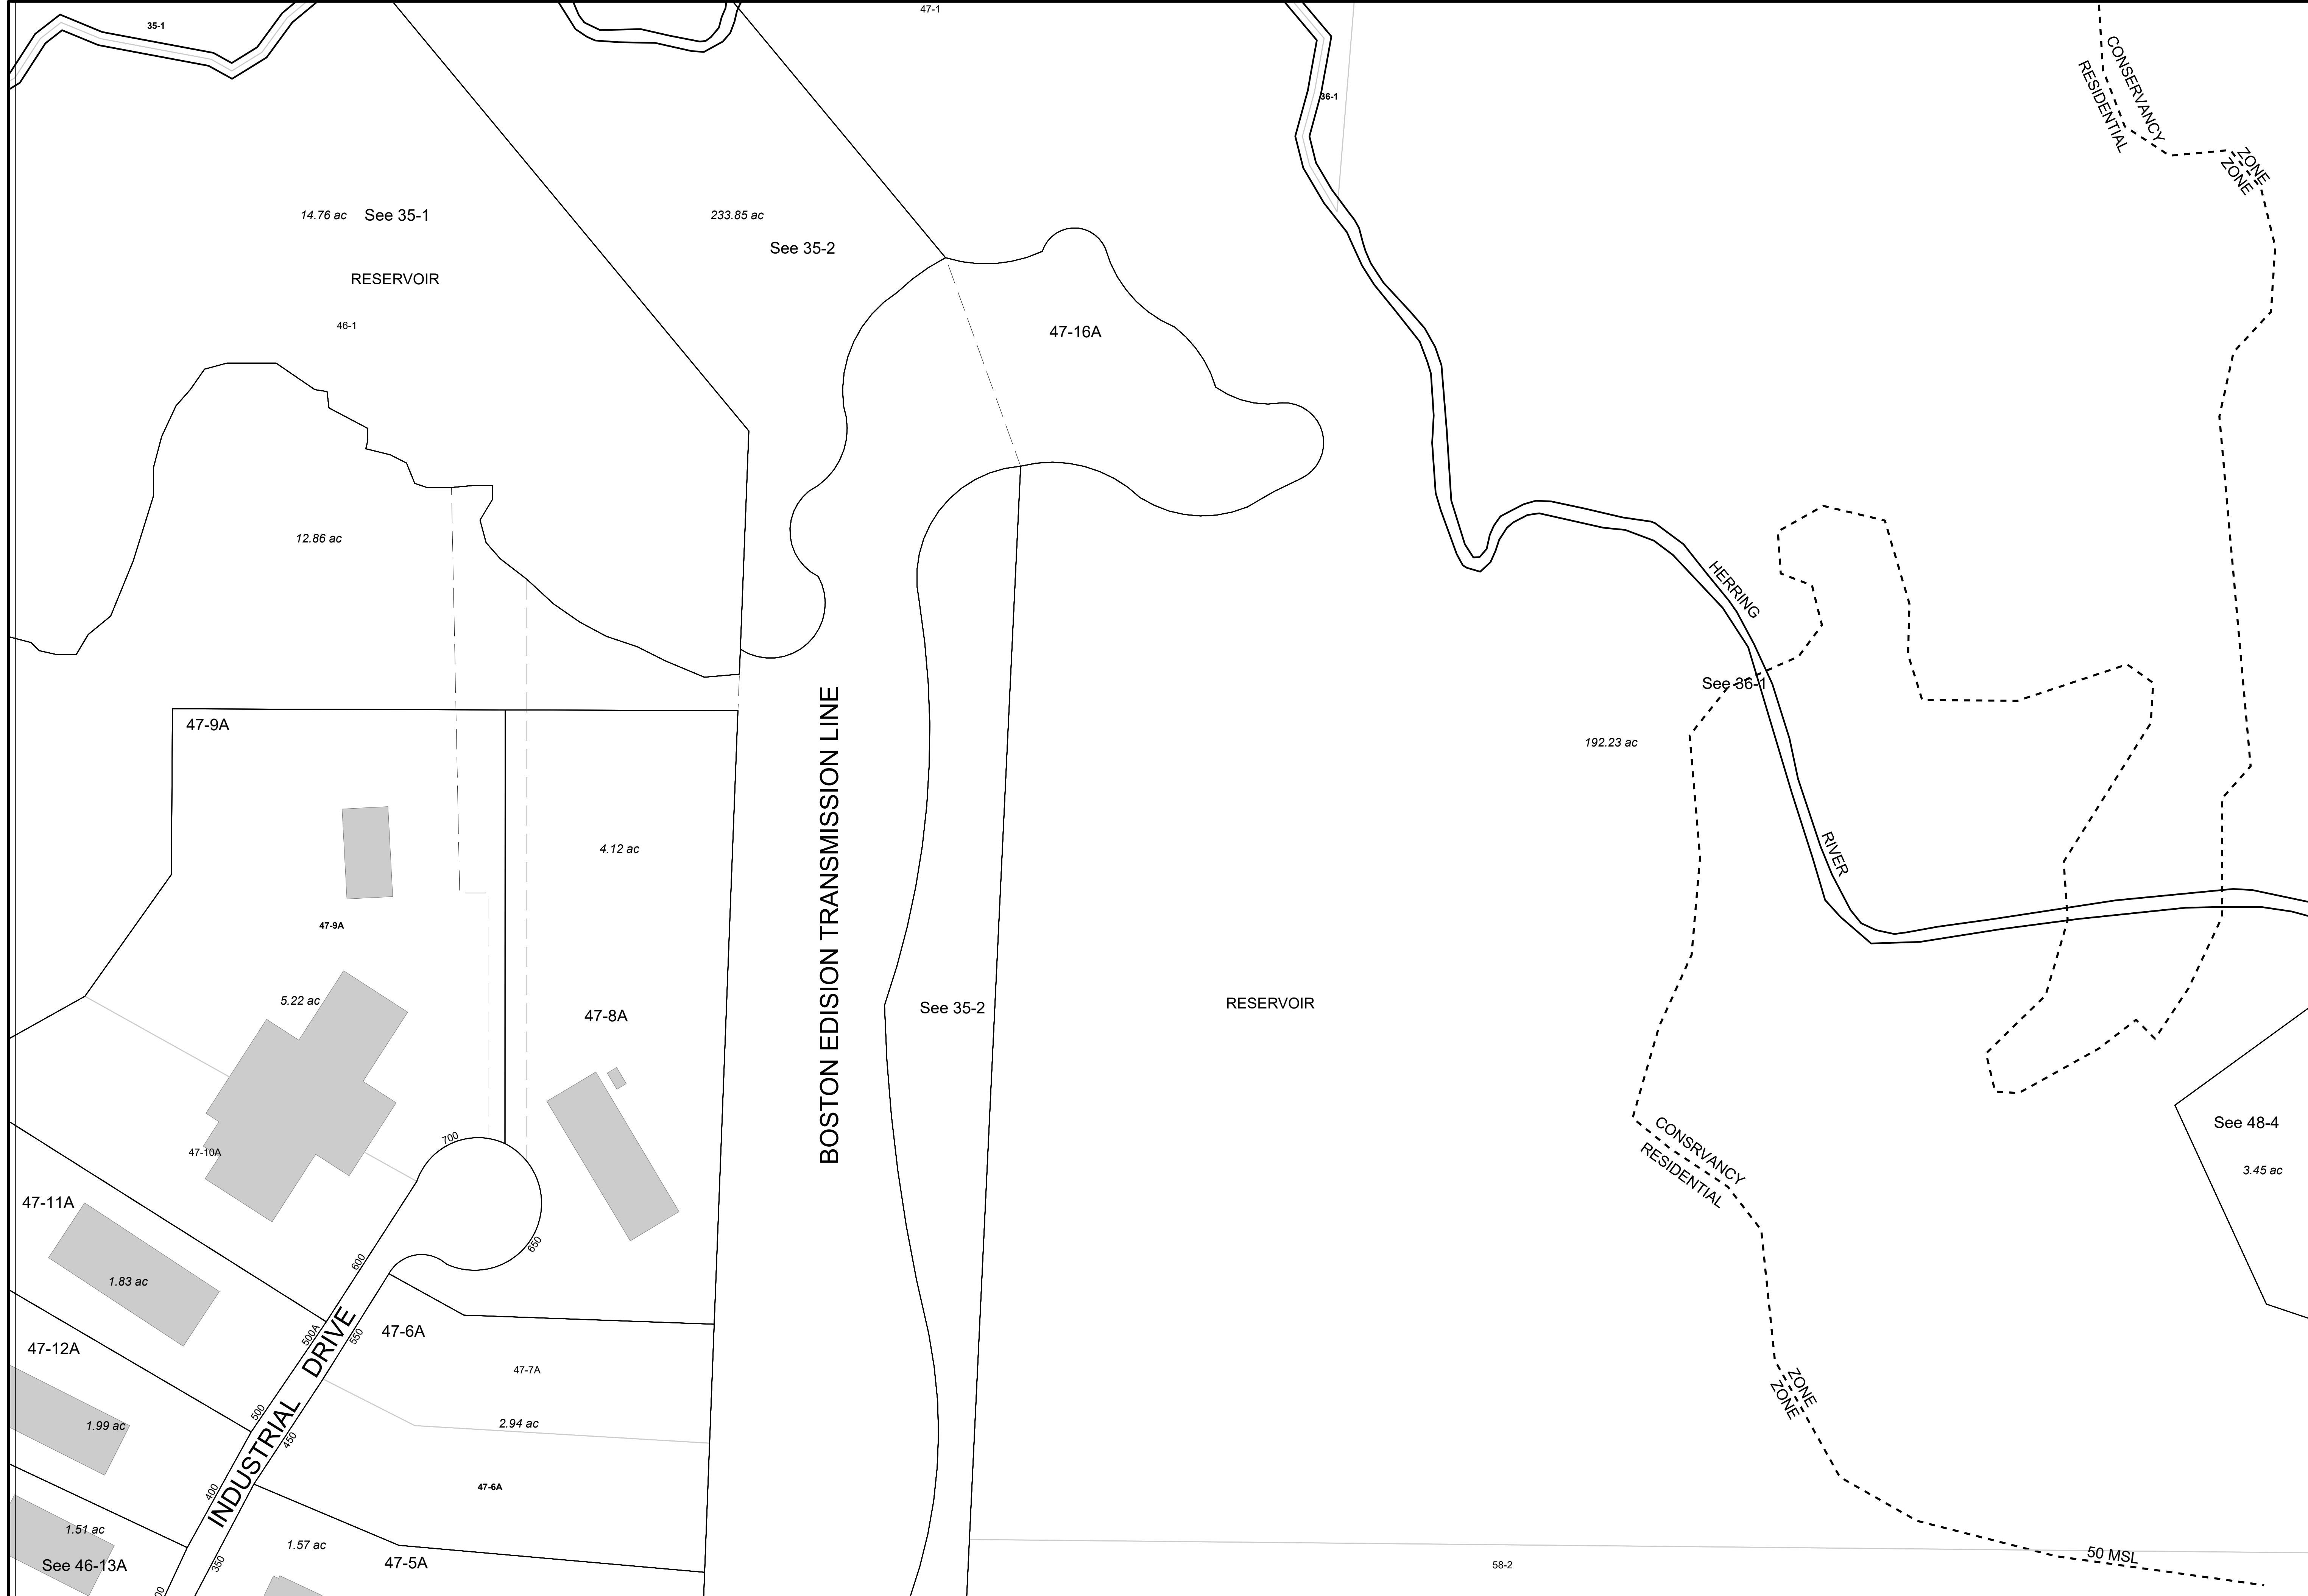 47-1
35-1
CONSERVANCY
RESIDENTIAL
36-1
ZONE
ZONE
14.76 ac
See 35-1
233.85 ac
See 35-2
RESERVOIR
46-1
47-16A
12.86 ac
HERRING
See 36-1
47-9A
192.23 ac
BOSTON EDISION TRANSMISSION LINE
4.12 ac
RIVER
47-9A
5.22 ac
47-8A
See 35-2
RESERVOIR
See 48-4
700
CONSRVANCY
RESIDENTIAL
47-10A
3.45 ac
47-11A
650
600
1.83 ac
500A
550
47-6A
47-12A
47-7A
ZONE
ZONE
INDUSTRIAL DRIVE
500
1.99 ac
2.94 ac
450
400
47-6A
1.51 ac
1.57 ac
See 46-13A
350
47-5A
58-2
50 MSL